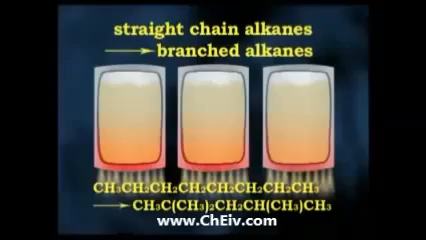 straight chain alkanes
⟶ branched alkanes
CH₃CH₂CH₂CH₂CH₂CH₂CH₂CH₃
⟶ CH₃C(CH₃)₂CH₂CH(CH₃)CH₃
www.ChEiv.com